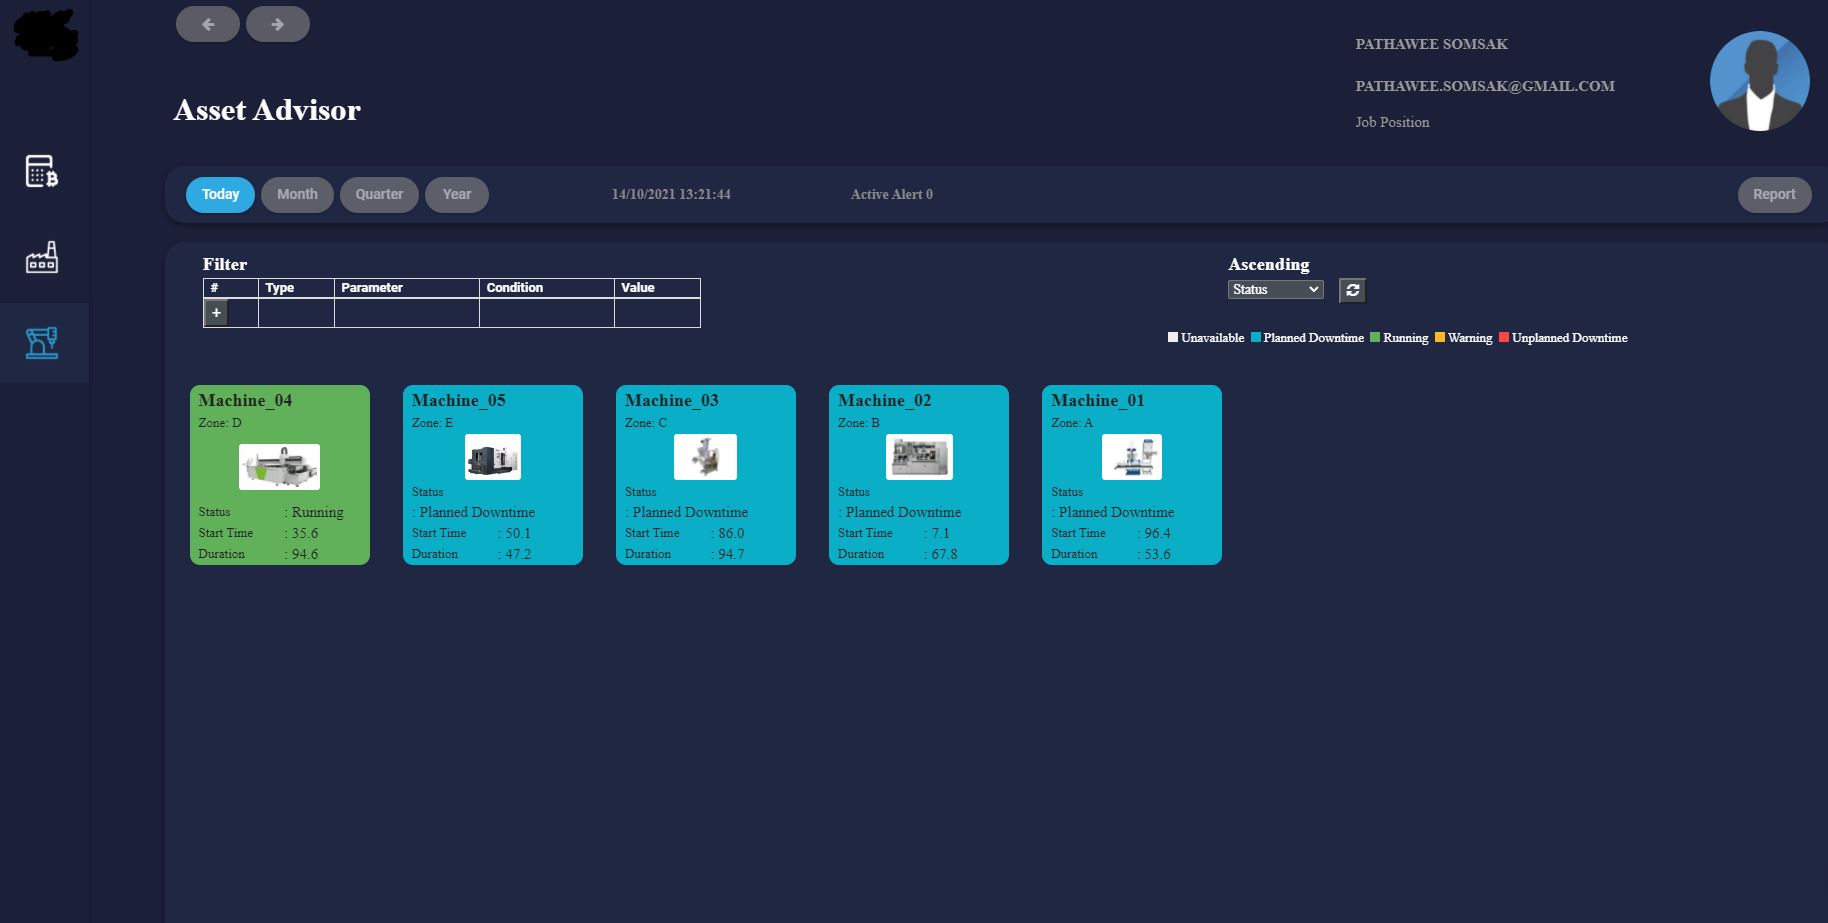 PATHAWEE SOMSAK
PATHAWEE.SOMSAK@GMAIL.COM
Job Position
Asset Advisor
Today Month Quarter Year 14/10/2021 13:21:44 Active Alert 0 Report
Filter
# Type Parameter Condition Value
+
Ascending
Status
Unavailable Planned Downtime Running Warning Unplanned Downtime
Machine_04
Zone: D
Status : Running
Start Time : 35.6
Duration : 94.6
Machine_05
Zone: E
Status
: Planned Downtime
Start Time : 50.1
Duration : 47.2
Machine_03
Zone: C
Status
: Planned Downtime
Start Time : 86.0
Duration : 94.7
Machine_02
Zone: B
Status
: Planned Downtime
Start Time : 7.1
Duration : 67.8
Machine_01
Zone: A
Status
: Planned Downtime
Start Time : 96.4
Duration : 53.6